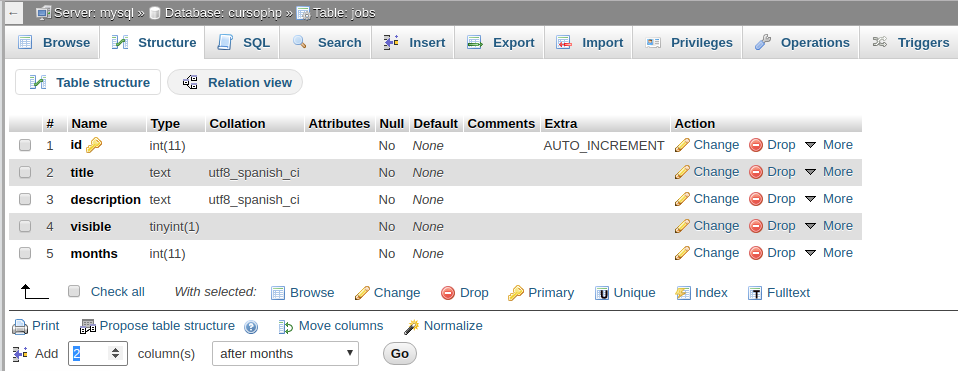 ← Server: mysql » Database: cursophp » Table: jobs
Browse Structure SQL Search Insert Export Import Privileges Operations Triggers
Table structure Relation view
# Name Type Collation Attributes Null Default Comments Extra Action
1 id int(11) No None AUTO_INCREMENT Change Drop More
2 title text utf8_spanish_ci No None Change Drop More
3 description text utf8_spanish_ci No None Change Drop More
4 visible tinyint(1) No None Change Drop More
5 months int(11) No None Change Drop More
Check all With selected: Browse Change Drop Primary Unique Index Fulltext
Print Propose table structure Move columns Normalize
Add 2 column(s) after months Go